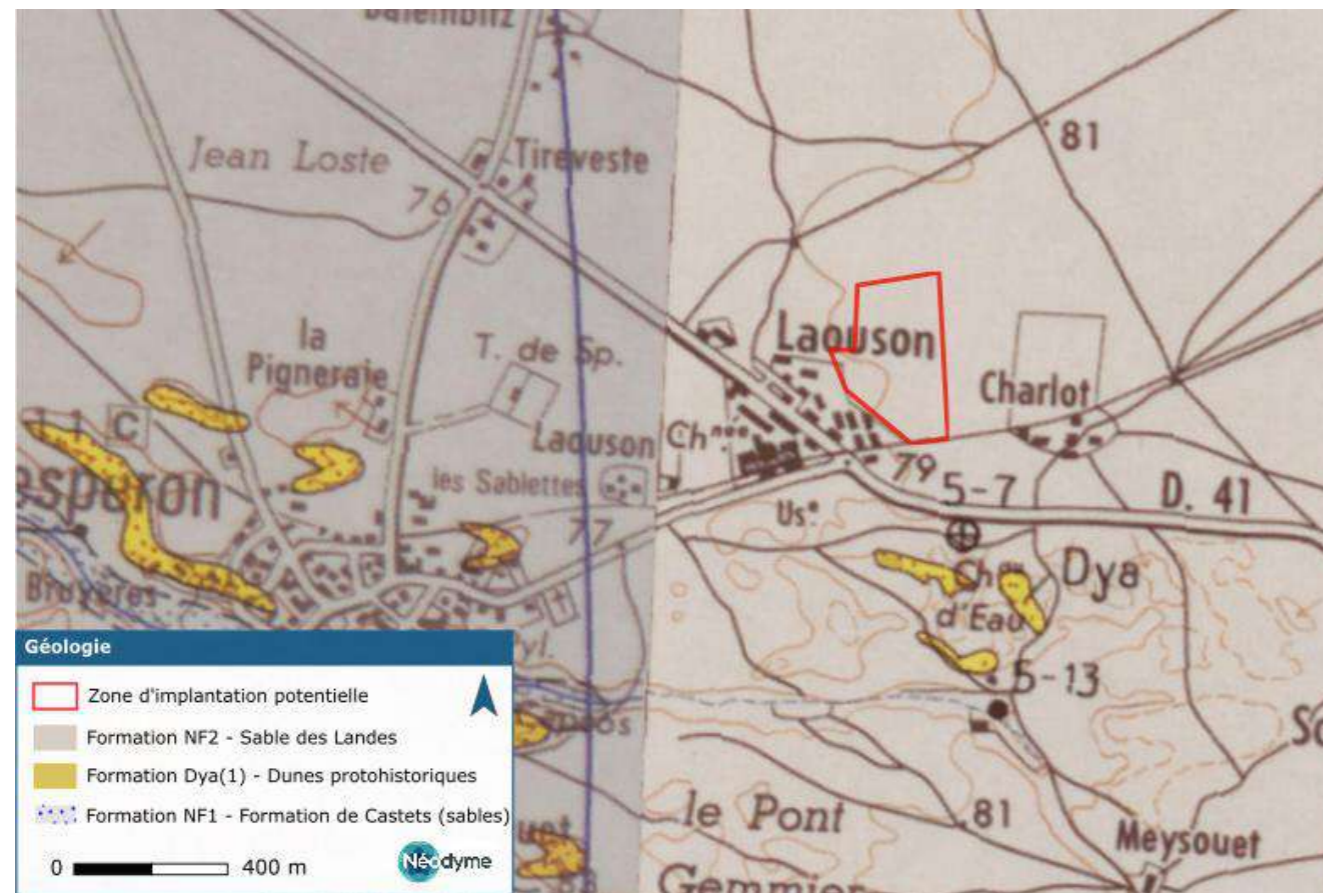 Jean Loste
Tireveste
76
81
la
Pigneraie
T. de Sp.
Laouson
Laouson
Charlot
C
Ch
les Sablettes
77
79
5-7
D. 41
Us.
Dya
d'Eau
5-13
Bruyères
le Pont
81
Meysouet
Géologie
Zone d'implantation potentielle
Formation NF2 - Sable des Landes
Formation Dya(1) - Dunes protohistoriques
Formation NF1 - Formation de Castets (sables)
0 400 m
Néodyme